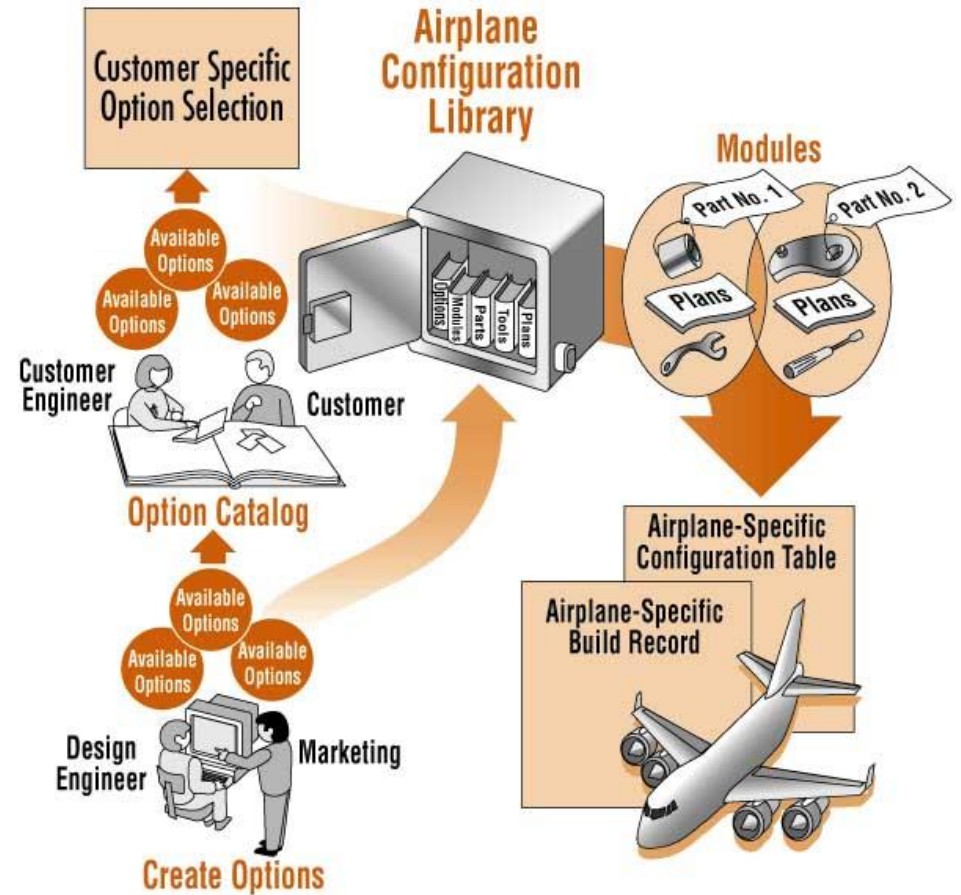 Customer Specific
Option Selection
Airplane
Configuration
Library
Modules
Part No. 1
Part No. 2
Plans
Plans
Options
Modules
Parts
Tools
Plans
Available
Options
Available
Options
Available
Options
Customer
Engineer
Customer
Option Catalog
Available
Options
Available
Options
Available
Options
Design
Engineer
Marketing
Create Options
Airplane-Specific
Configuration Table
Airplane-Specific
Build Record